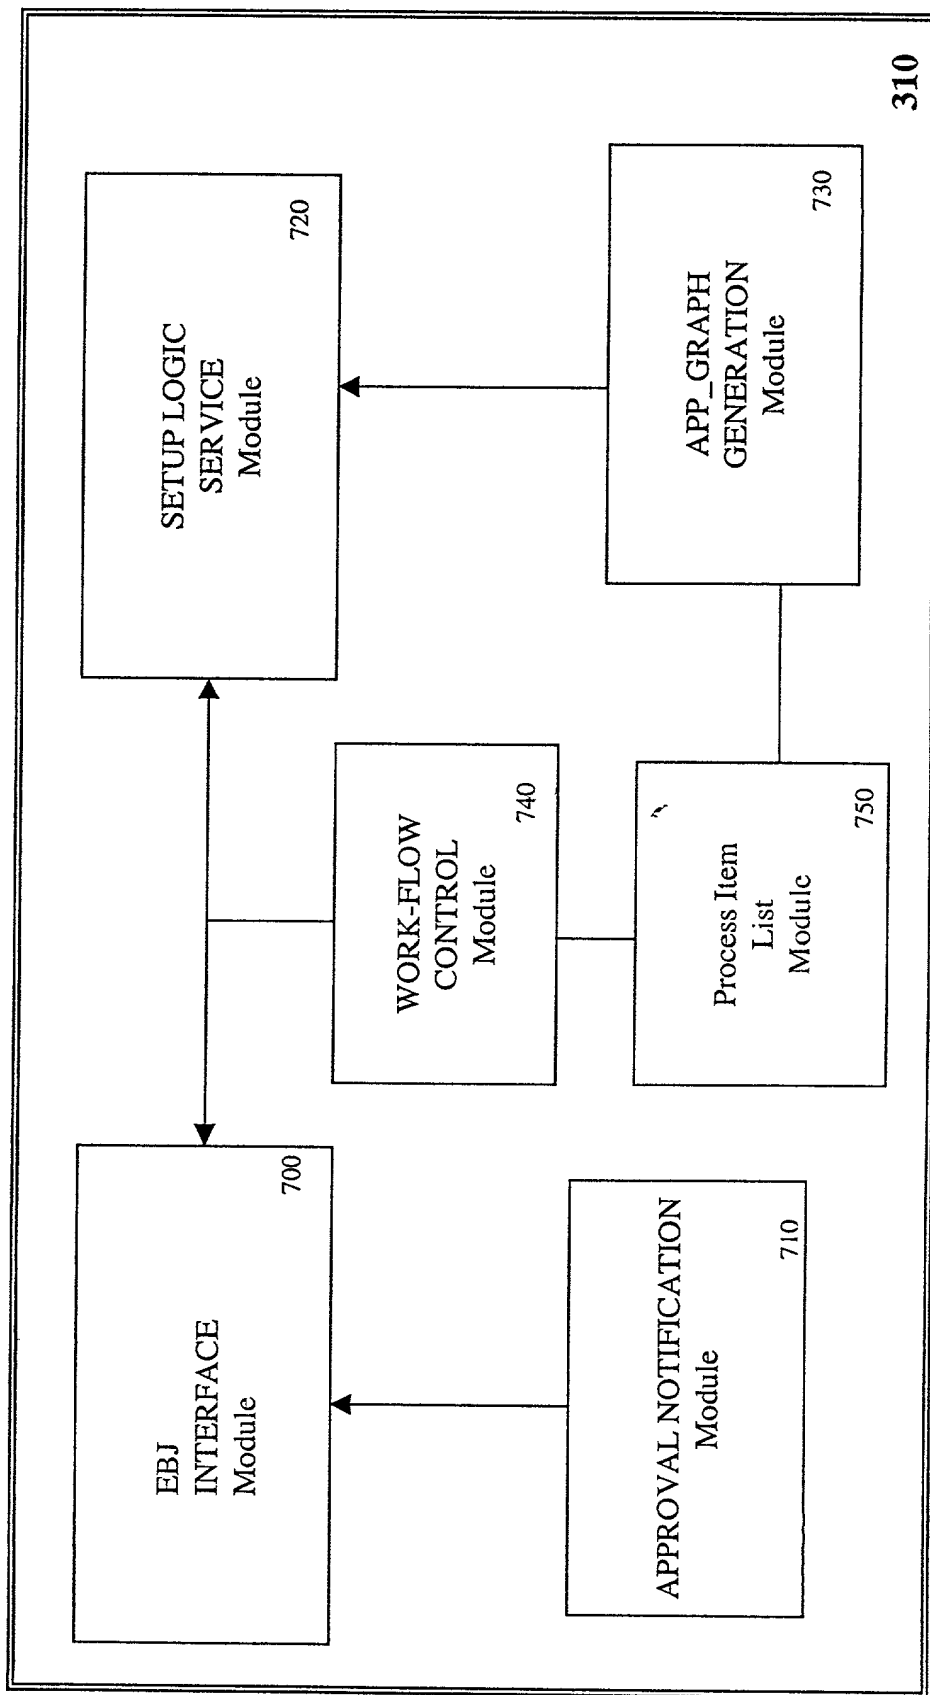 EBJ
INTERFACE
Module
700
SETUP LOGIC
SERVICE
Module
720
WORK-FLOW
CONTROL
Module
740
APPROVAL NOTIFICATION
Module
710
Process Item
List
Module
750
APP_GRAPH
GENERATION
Module
730
310